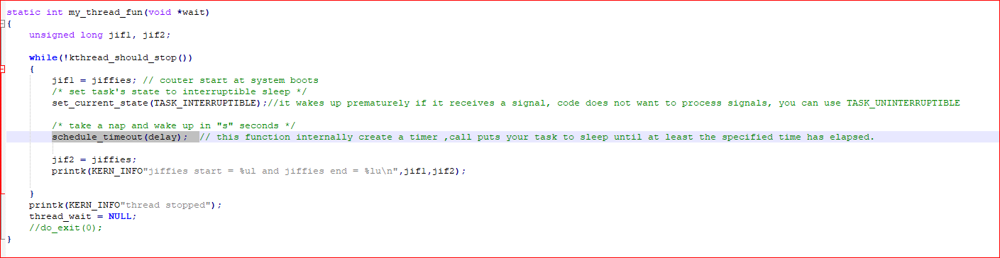 static int my_thread_fun(void *wait)
{
unsigned long jif1, jif2;
while(!kthread_should_stop())
{
jif1 = jiffies; // couter start at system boots
/* set task's state to interruptible sleep */
set_current_state(TASK_INTERRUPTIBLE);//it wakes up prematurely if it receives a signal, code does not want to process signals, you can use TASK_UNINTERRUPTIBLE
/* take a nap and wake up in "s" seconds */
schedule_timeout(delay);  // this function internally create a timer ,call puts your task to sleep until at least the specified time has elapsed.
jif2 = jiffies;
printk(KERN_INFO"jiffies start = %ul and jiffies end = %lu\n",jif1,jif2);
}
printk(KERN_INFO"thread stopped");
thread_wait = NULL;
//do_exit(0);
}